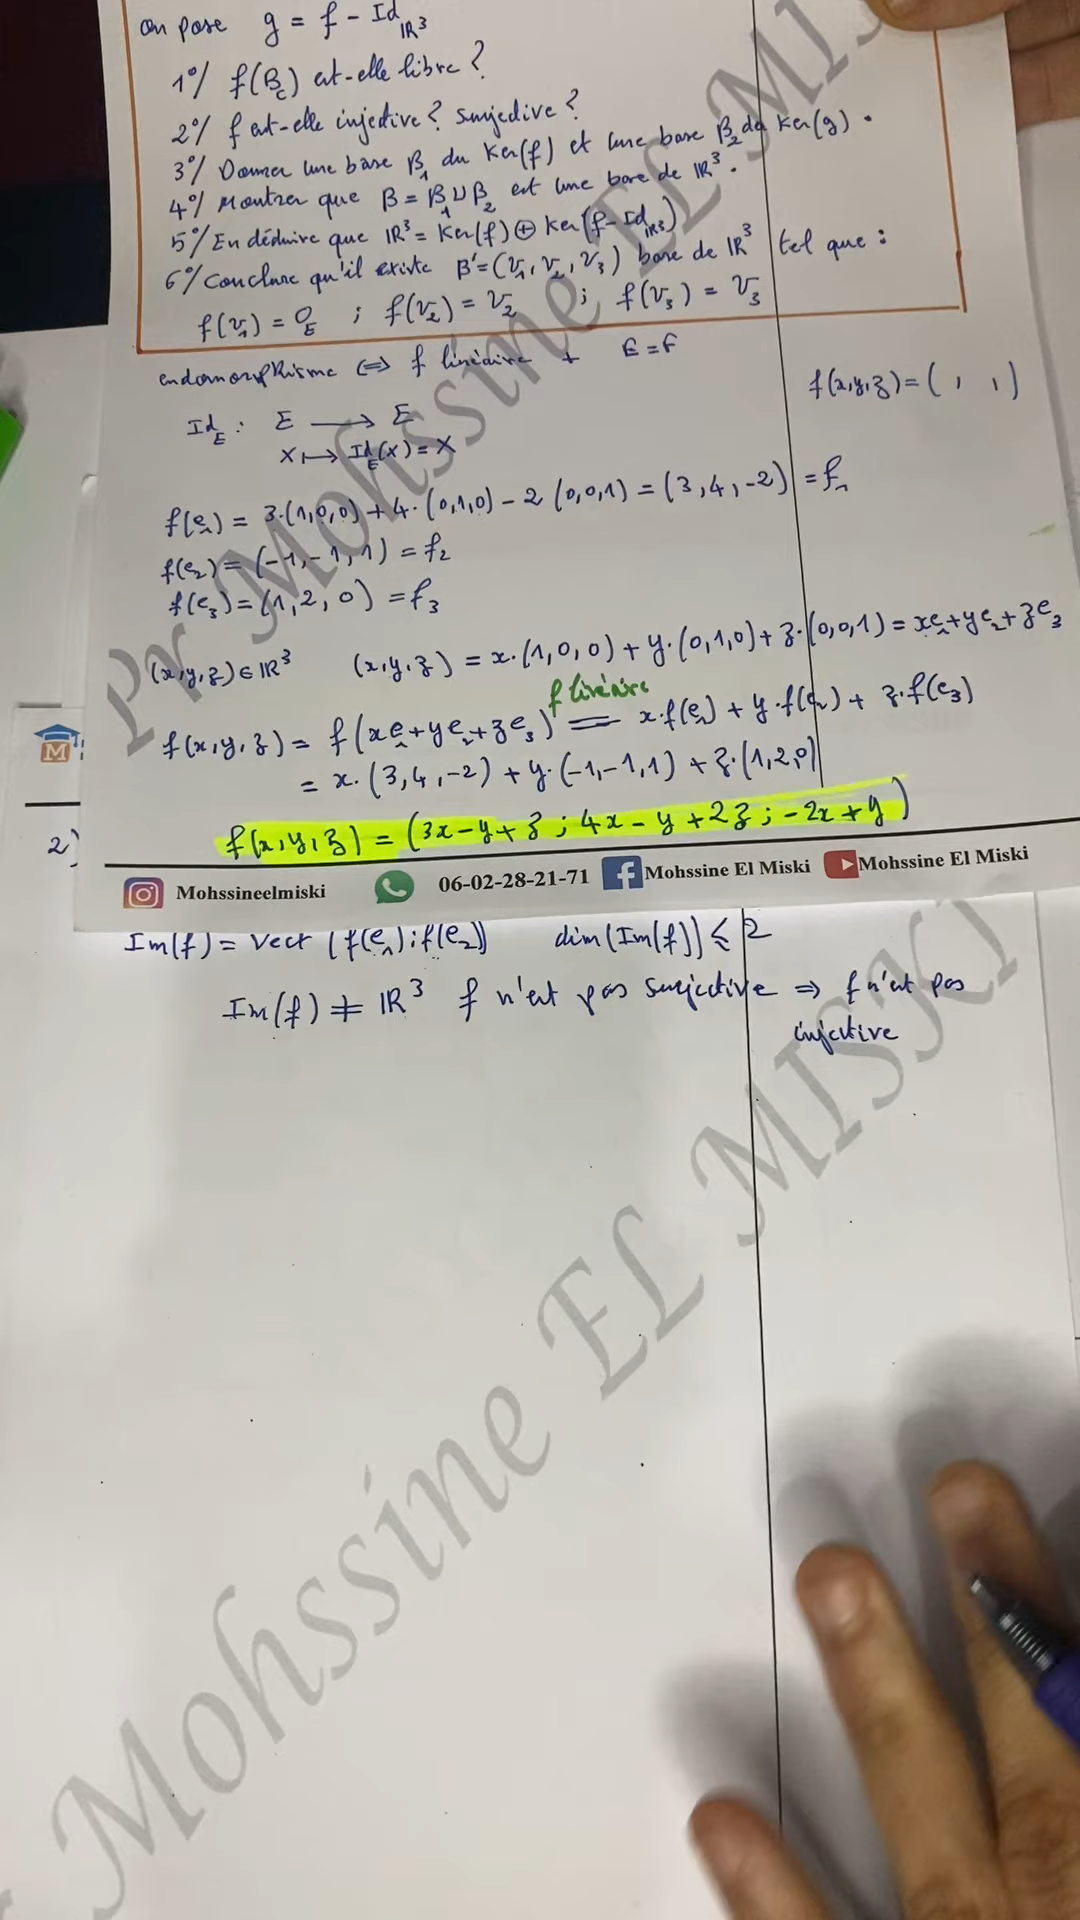 on pose g = f - Id_IR³
1°/ f(B_c) est-elle libre ?
2°/ f est-elle injective ? Surjective ?
3°/ Donner une base B₁ du Ker(f) et une base B₂ de Ker(g).
4°/ Montrer que B = B₁ ∪ B₂ est une base de IR³.
5°/ En déduire que IR³ = Ker(f) ⊕ Ker(f - Id_IR³)
6°/ Conclure qu'il existe B' = (V₁, V₂, V₃) base de IR³ tel que :
f(V₁) = O_E ; f(V₂) = V₂ ; f(V₃) = V₃
endomorphisme ⟺ f linéaire + E = F
f(x,y,z) = ( , , )
Id_E : E → E
X ↦ Id_E(X) = X
f(e₁) = 3·(1,0,0) + 4·(0,1,0) - 2(0,0,1) = (3,4,-2) = f₁
f(e₂) = (-1,-1,1) = f₂
f(e₃) = (1,2,0) = f₃
(x,y,z) ∈ IR³ (x,y,z) = x·(1,0,0) + y·(0,1,0) + z·(0,0,1) = xe₁ + ye₂ + ze₃
f linéaire
f(x,y,z) = f(xe₁ + ye₂ + ze₃) = x·f(e₁) + y·f(e₂) + z·f(e₃)
= x·(3,4,-2) + y·(-1,-1,1) + z·(1,2,0)
f(x,y,z) = (3x - y + z ; 4x - y + 2z ; -2x + y)
2)
Mohssineelmiski 06-02-28-21-71 Mohssine El Miski Mohssine El Miski
Im(f) = Vect (f(e₁) ; f(e₂)) dim(Im(f)) ≤ 2
Im(f) ≠ IR³ f n'est pas surjective ⇒ f n'est pas
injective
Pr Mohssine EL MIS
Mohssine EL MISKI
M